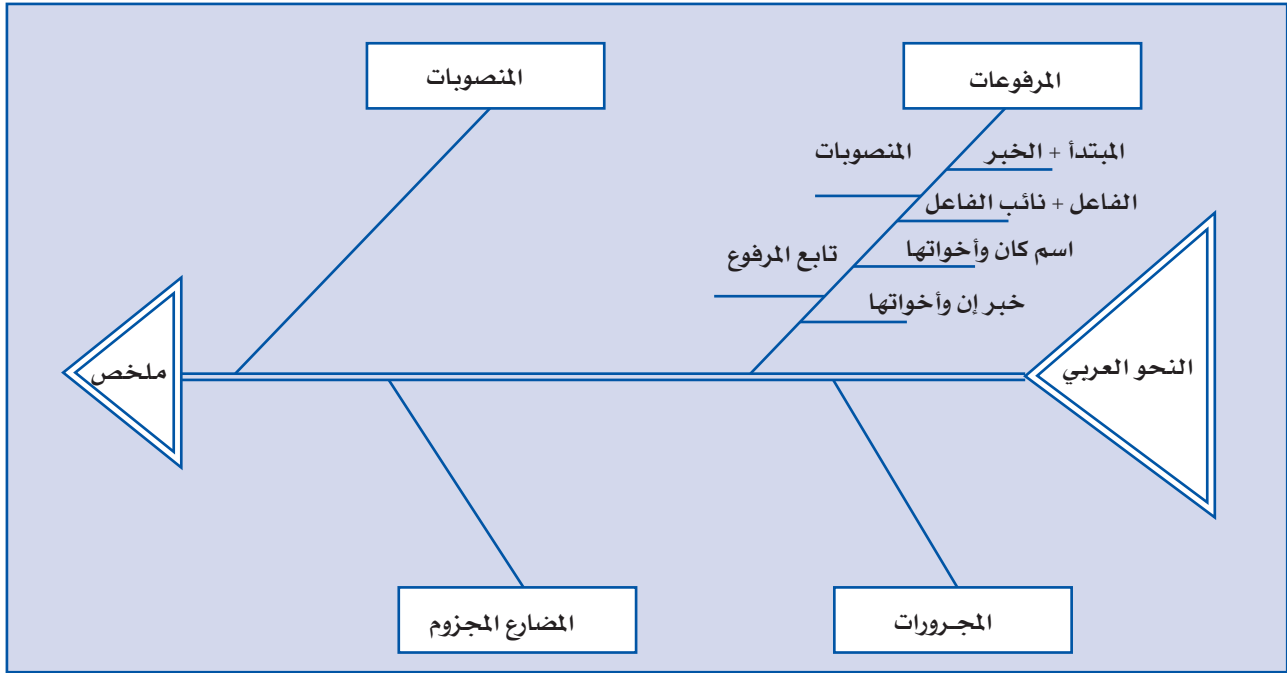 المرفوعات
المنصوبات
المبتدأ + الخبر
المنصوبات
الفاعل + نائب الفاعل
اسم كان وأخواتها
تابع المرفوع
خبر إن وأخواتها
النحو العربي
ملخص
المجرورات
المضارع المجزوم